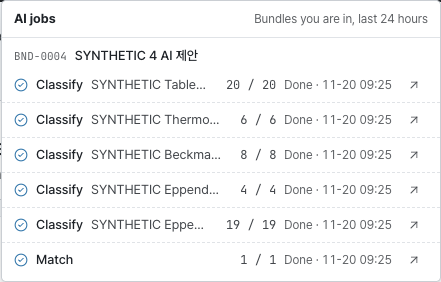 AI jobs Bundles you are in, last 24 hours
BND-0004 SYNTHETIC 4 AI 제안
Classify SYNTHETIC Table... 20 / 20 Done · 11-20 09:25
Classify SYNTHETIC Thermo... 6 / 6 Done · 11-20 09:25
Classify SYNTHETIC Beckma... 8 / 8 Done · 11-20 09:25
Classify SYNTHETIC Eppend... 4 / 4 Done · 11-20 09:25
Classify SYNTHETIC Eppe... 19 / 19 Done · 11-20 09:25
Match 1 / 1 Done · 11-20 09:25